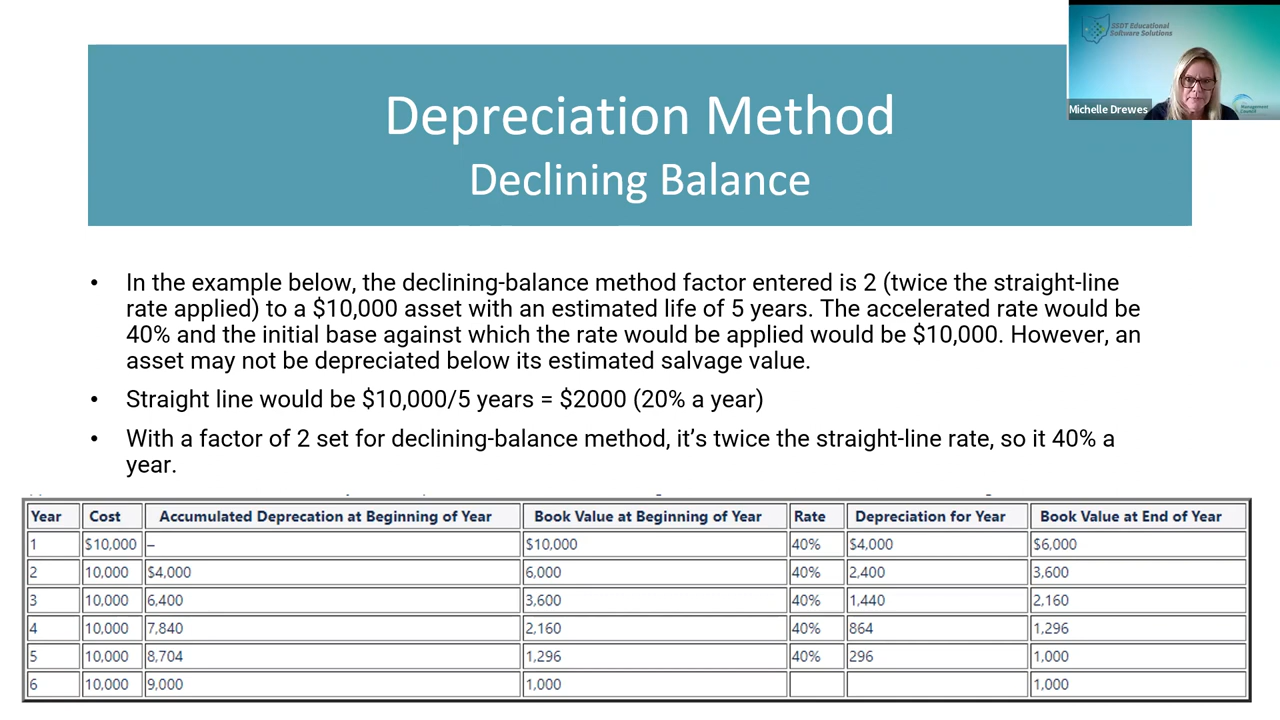 SSDT Educational
Software Solutions
Management
Council
Michelle Drewes
Depreciation Method
Declining Balance
• In the example below, the declining-balance method factor entered is 2 (twice the straight-line
rate applied) to a $10,000 asset with an estimated life of 5 years. The accelerated rate would be
40% and the initial base against which the rate would be applied would be $10,000. However, an
asset may not be depreciated below its estimated salvage value.
• Straight line would be $10,000/5 years = $2000 (20% a year)
• With a factor of 2 set for declining-balance method, it’s twice the straight-line rate, so it 40% a
year.
Year Cost Accumulated Deprecation at Beginning of Year Book Value at Beginning of Year Rate Depreciation for Year Book Value at End of Year
1 $10,000 – $10,000 40% $4,000 $6,000
2 10,000 $4,000 6,000 40% 2,400 3,600
3 10,000 6,400 3,600 40% 1,440 2,160
4 10,000 7,840 2,160 40% 864 1,296
5 10,000 8,704 1,296 40% 296 1,000
6 10,000 9,000 1,000 1,000